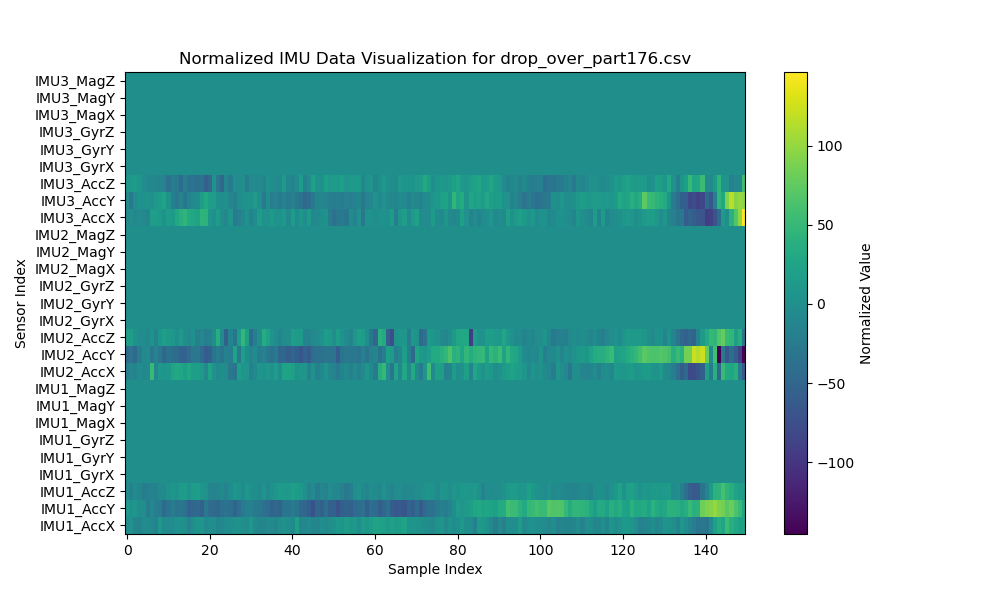 Normalized IMU Data Visualization for drop_over_part176.csv
IMU3_MagZ
IMU3_MagY
IMU3_MagX
IMU3_GyrZ
IMU3_GyrY
IMU3_GyrX
IMU3_AccZ
IMU3_AccY
IMU3_AccX
IMU2_MagZ
IMU2_MagY
IMU2_MagX
IMU2_GyrZ
IMU2_GyrY
IMU2_GyrX
IMU2_AccZ
IMU2_AccY
IMU2_AccX
IMU1_MagZ
IMU1_MagY
IMU1_MagX
IMU1_GyrZ
IMU1_GyrY
IMU1_GyrX
IMU1_AccZ
IMU1_AccY
IMU1_AccX
Sensor Index
0 20 40 60 80 100 120 140
Sample Index
100
50
0
−50
−100
Normalized Value